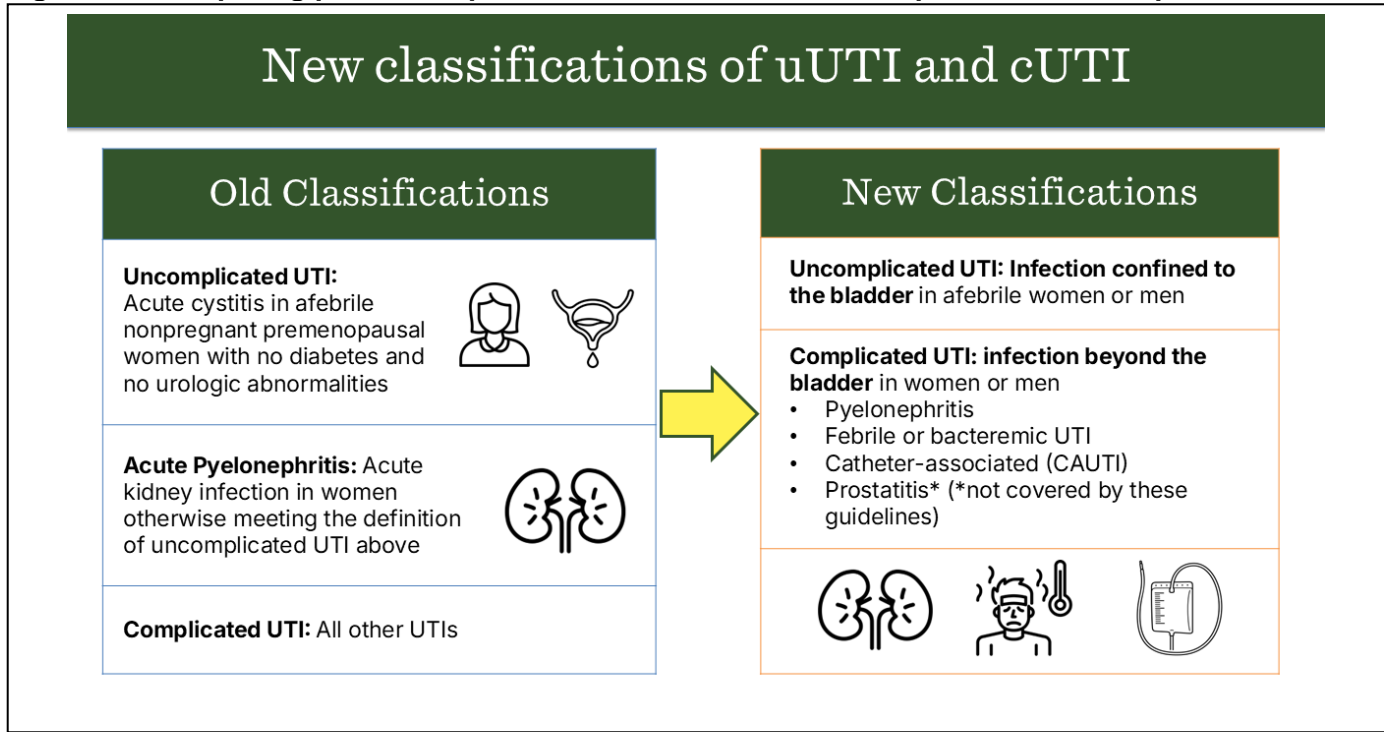 New classifications of uUTI and cUTI
Old Classifications
Uncomplicated UTI:
Acute cystitis in afebrile
nonpregnant premenopausal
women with no diabetes and
no urologic abnormalities
Acute Pyelonephritis: Acute
kidney infection in women
otherwise meeting the definition
of uncomplicated UTI above
Complicated UTI: All other UTIs
New Classifications
Uncomplicated UTI: Infection confined to
the bladder in afebrile women or men
Complicated UTI: infection beyond the
bladder in women or men
• Pyelonephritis
• Febrile or bacteremic UTI
• Catheter-associated (CAUTI)
• Prostatitis* (*not covered by these
guidelines)